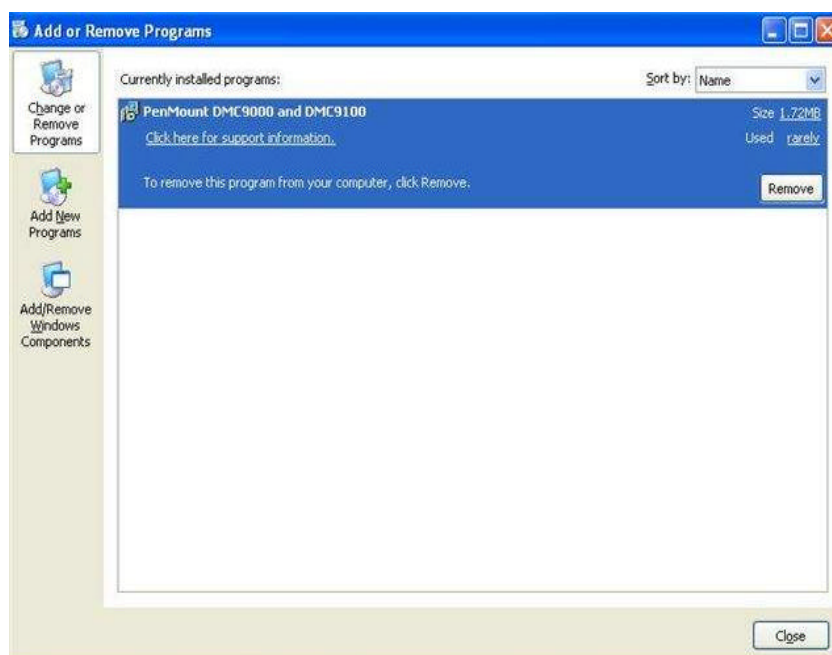 Add or Remove Programs
Change or
Remove
Programs
Add New
Programs
Add/Remove
Windows
Components
Currently installed programs:
Sort by: Name
PenMount DMC9000 and DMC9100
Size 1.72MB
Click here for support information.
Used rarely
To remove this program from your computer, click Remove.
Remove
Close